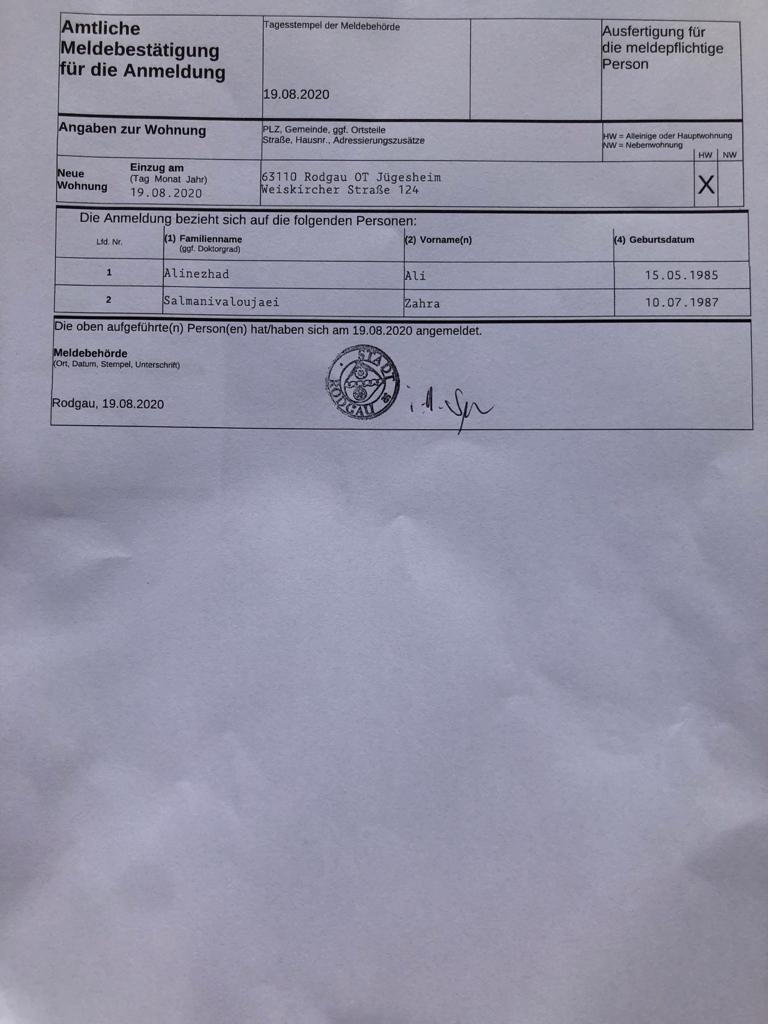 Amtliche
Meldebestätigung
für die Anmeldung
Tagesstempel der Meldebehörde
19.08.2020
Ausfertigung für
die meldepflichtige
Person
Angaben zur Wohnung
PLZ, Gemeinde, ggf. Ortsteile
Straße, Hausnr., Adressierungszusätze
HW = Alleinige oder Hauptwohnung
NW = Nebenwohnung
HW NW
Neue
Wohnung
Einzug am
(Tag Monat Jahr)
19.08.2020
63110 Rodgau OT Jügesheim
Weiskircher Straße 124
X
Die Anmeldung bezieht sich auf die folgenden Personen:
Lfd. Nr. (1) Familienname (2) Vorname(n) (4) Geburtsdatum
(ggf. Doktorgrad)
1 Alinezhad Ali 15.05.1985
2 Salmanivaloujaei Zahra 10.07.1987
Die oben aufgeführte(n) Person(en) hat/haben sich am 19.08.2020 angemeldet.
Meldebehörde
(Ort, Datum, Stempel, Unterschrift)
Rodgau, 19.08.2020
STADT
RODGAU
i.A.